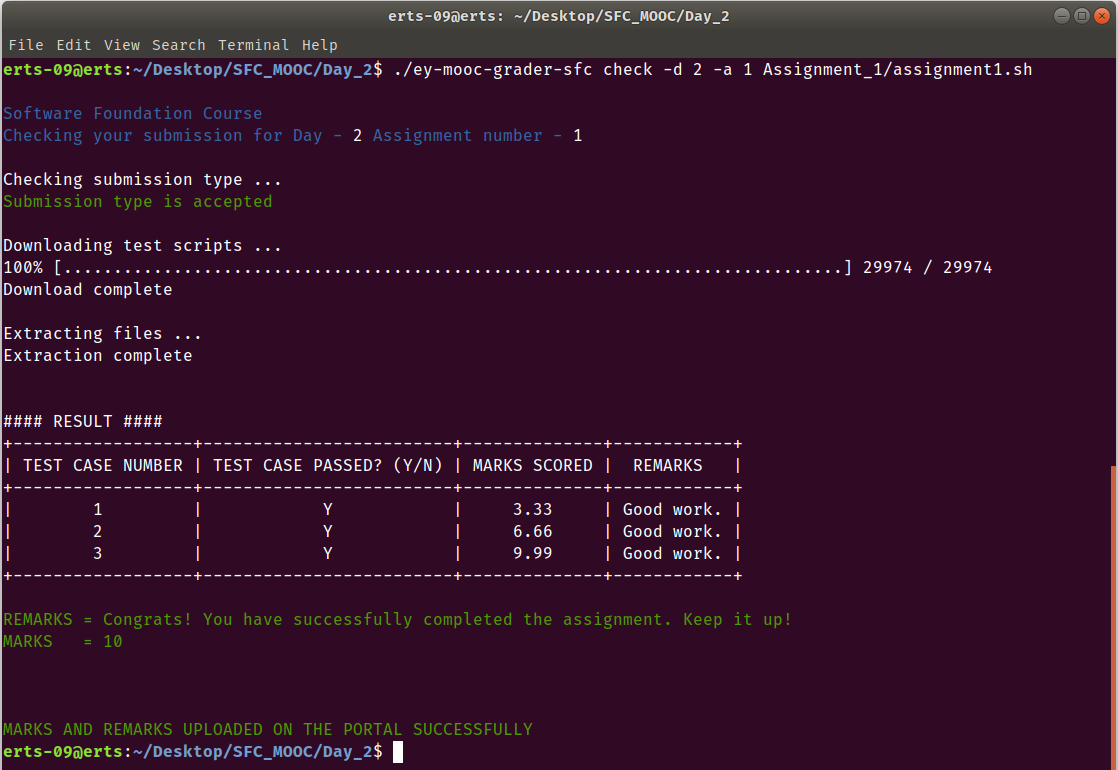 erts-09@erts: ~/Desktop/SFC_MOOC/Day_2
File Edit View Search Terminal Help
erts-09@erts:~/Desktop/SFC_MOOC/Day_2$ ./ey-mooc-grader-sfc check -d 2 -a 1 Assignment_1/assignment1.sh
Software Foundation Course
Checking your submission for Day - 2 Assignment number - 1
Checking submission type ...
Submission type is accepted
Downloading test scripts ...
100% [..............................................................................] 29974 / 29974
Download complete
Extracting files ...
Extraction complete
#### RESULT ####
+------------------+-------------------------+--------------+------------+
| TEST CASE NUMBER | TEST CASE PASSED? (Y/N) | MARKS SCORED |  REMARKS   |
+------------------+-------------------------+--------------+------------+
|        1         |            Y            |     3.33     | Good work. |
|        2         |            Y            |     6.66     | Good work. |
|        3         |            Y            |     9.99     | Good work. |
+------------------+-------------------------+--------------+------------+
REMARKS = Congrats! You have successfully completed the assignment. Keep it up!
MARKS   = 10
MARKS AND REMARKS UPLOADED ON THE PORTAL SUCCESSFULLY
erts-09@erts:~/Desktop/SFC_MOOC/Day_2$